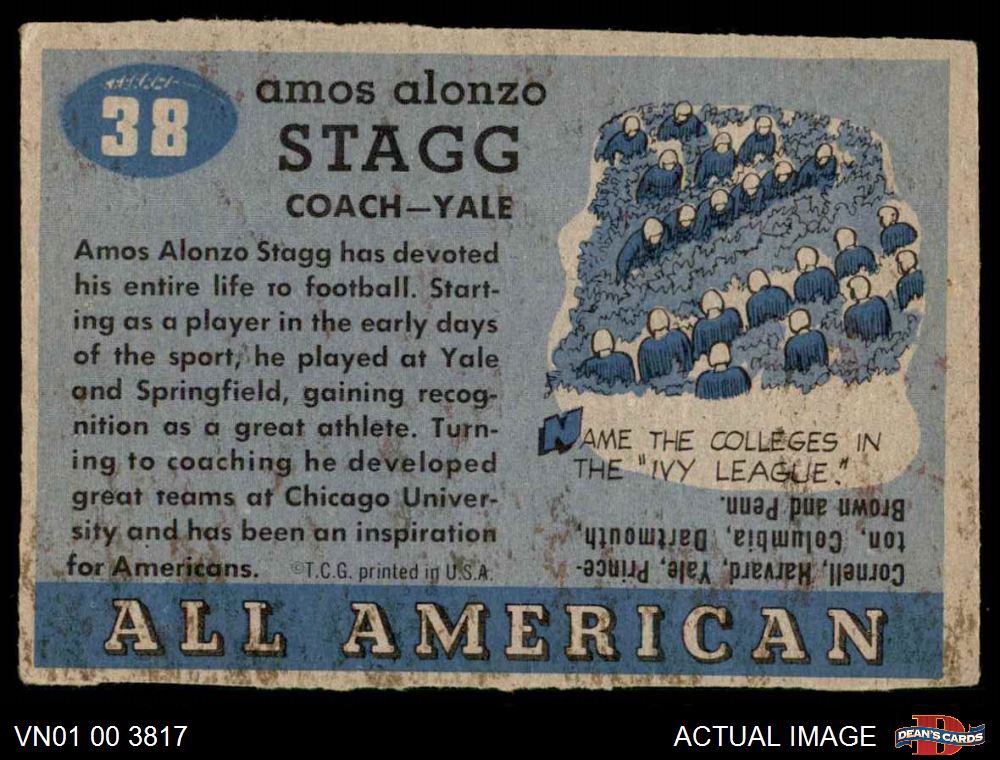 38
amos alonzo
STAGG
COACH—YALE
Amos Alonzo Stagg has devoted
his entire life to football. Start-
ing as a player in the early days
of the sport, he played at Yale
and Springfield, gaining recog-
nition as a great athlete. Turn-
ing to coaching he developed
great teams at Chicago Univer-
sity and has been an inspiration
for Americans.
©T.C.G. printed in U.S.A.
NAME THE COLLEGES IN
THE "IVY LEAGUE."
Cornell, Harvard, Yale, Prince-
ton, Columbia, Dartmouth,
Brown and Penn.
ALL AMERICAN
VN01 00 3817
ACTUAL IMAGE
D
DEAN'S CARDS